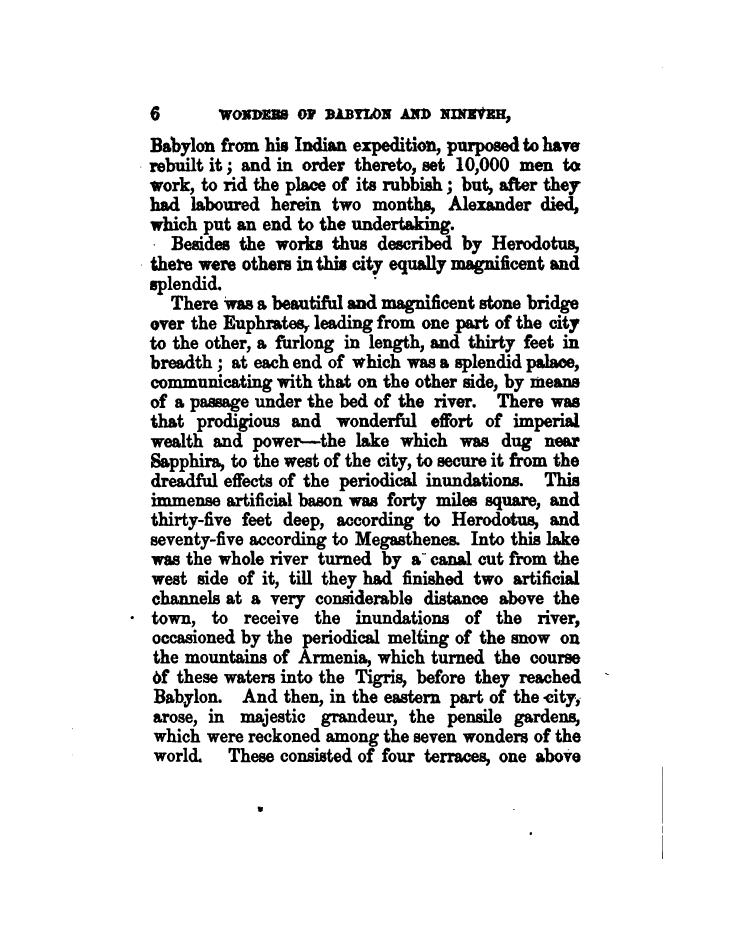 6 WONDERS OF BABYLON AND NINEVEH,
Babylon from his Indian expedition, purposed to have
rebuilt it; and in order thereto, set 10,000 men to
work, to rid the place of its rubbish; but, after they
had laboured herein two months, Alexander died,
which put an end to the undertaking.
Besides the works thus described by Herodotus,
there were others in this city equally magnificent and
splendid.
There was a beautiful and magnificent stone bridge
over the Euphrates, leading from one part of the city
to the other, a furlong in length, and thirty feet in
breadth; at each end of which was a splendid palace,
communicating with that on the other side, by means
of a passage under the bed of the river. There was
that prodigious and wonderful effort of imperial
wealth and power—the lake which was dug near
Sapphira, to the west of the city, to secure it from the
dreadful effects of the periodical inundations. This
immense artificial bason was forty miles square, and
thirty-five feet deep, according to Herodotus, and
seventy-five according to Megasthenes. Into this lake
was the whole river turned by a canal cut from the
west side of it, till they had finished two artificial
channels at a very considerable distance above the
town, to receive the inundations of the river,
occasioned by the periodical melting of the snow on
the mountains of Armenia, which turned the course
of these waters into the Tigris, before they reached
Babylon. And then, in the eastern part of the city,
arose, in majestic grandeur, the pensile gardens,
which were reckoned among the seven wonders of the
world. These consisted of four terraces, one above